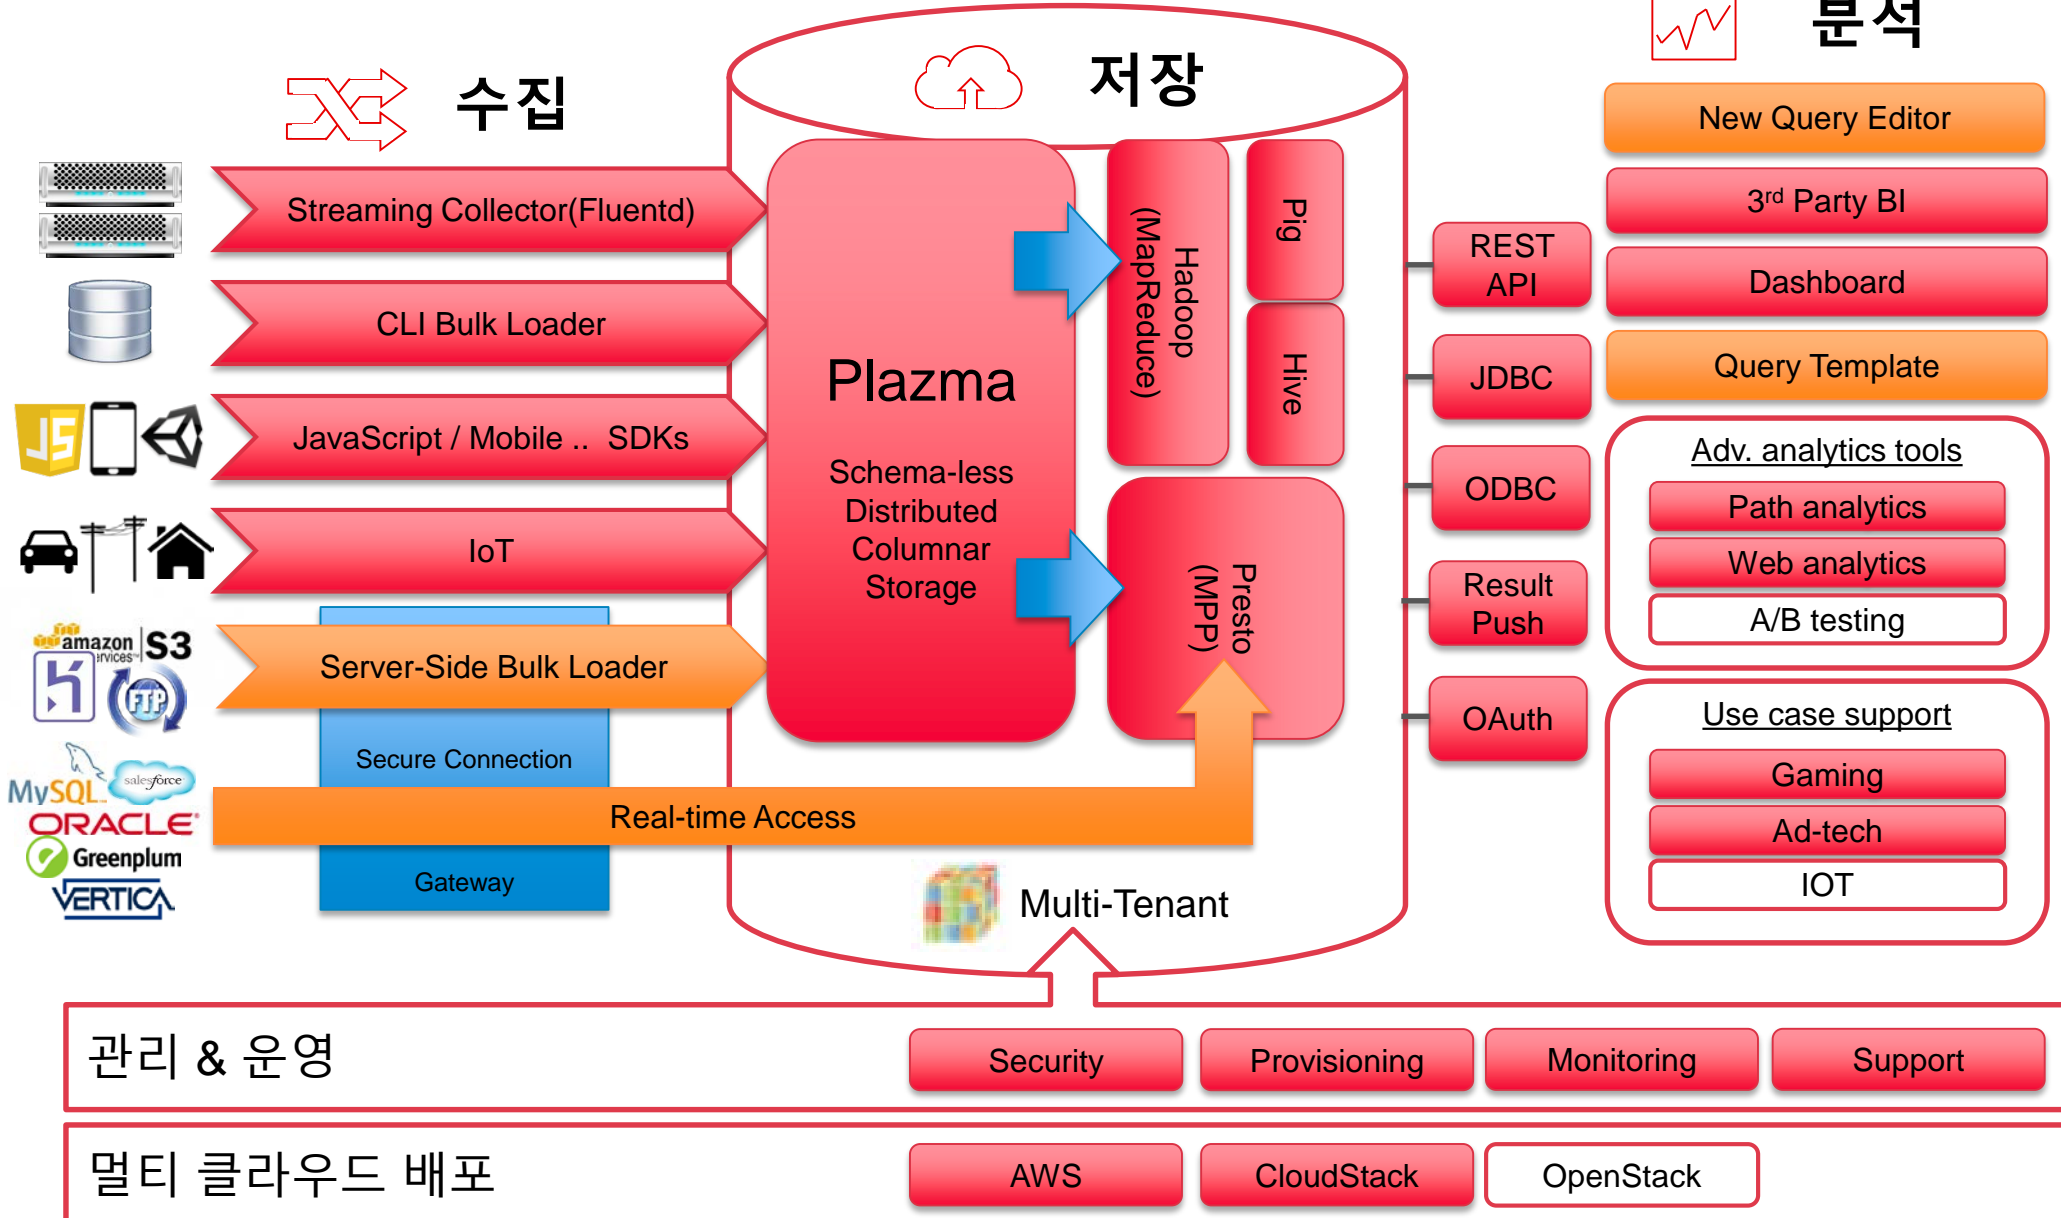 수집
저장
분석
Streaming Collector(Fluentd)
CLI Bulk Loader
JS
JavaScript / Mobile .. SDKs
IoT
amazon
S3
FTP
Server-Side Bulk Loader
Secure Connection
MySQL
salesforce
ORACLE
Greenplum
VERTICA
Real-time Access
Gateway
Plazma
Schema-less
Distributed
Columnar
Storage
Hadoop
(MapReduce)
Pig
Hive
Presto
(MPP)
Multi-Tenant
REST
API
JDBC
ODBC
Result
Push
OAuth
New Query Editor
3rd Party BI
Dashboard
Query Template
Adv. analytics tools
Path analytics
Web analytics
A/B testing
Use case support
Gaming
Ad-tech
IOT
관리 & 운영
Security
Provisioning
Monitoring
Support
멀티 클라우드 배포
AWS
CloudStack
OpenStack